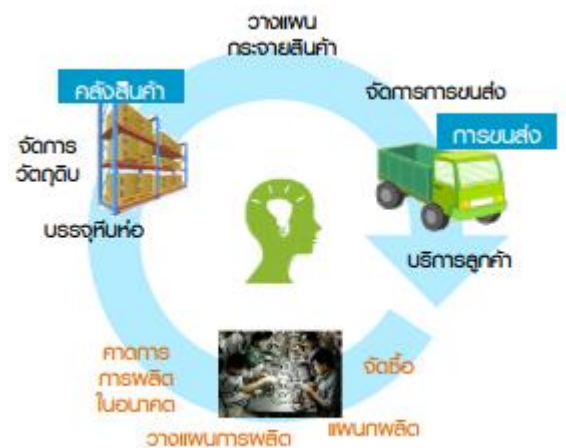 วางแผน
กระจายสินค้า
คลังสินค้า
จัดการการขนส่ง
การขนส่ง
จัดการ
วัตถุดิบ
บรรจุหีบห่อ
บริการลูกค้า
คาดการ
การผลิต
ในอนาคต
จัดซื้อ
แผนกผลิต
วางแผนการผลิต